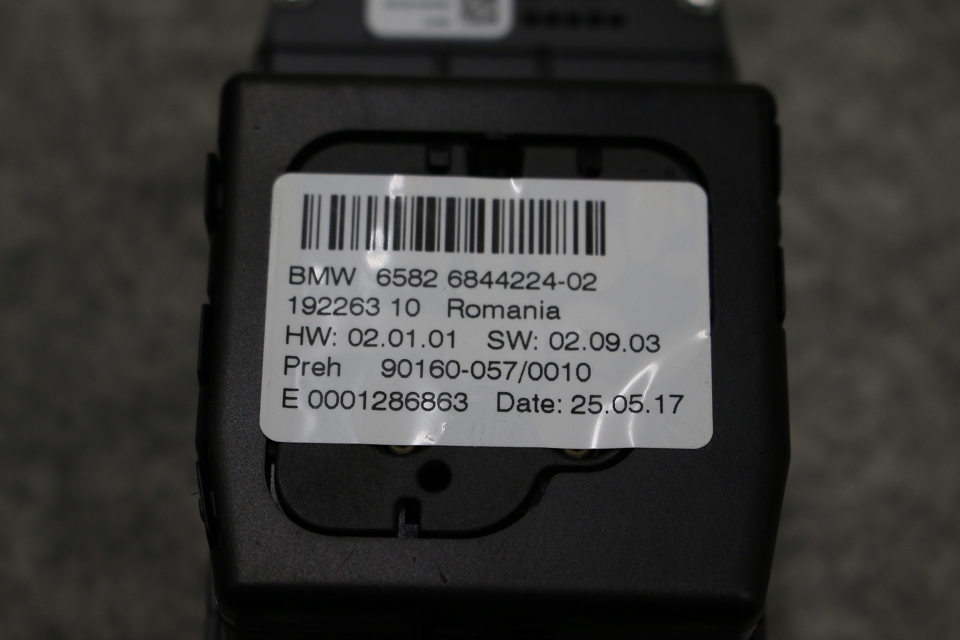 BMW 6582 6844224-02
192263 10 Romania
HW: 02.01.01 SW: 02.09.03
Preh 90160-057/0010
E 0001286863 Date: 25.05.17